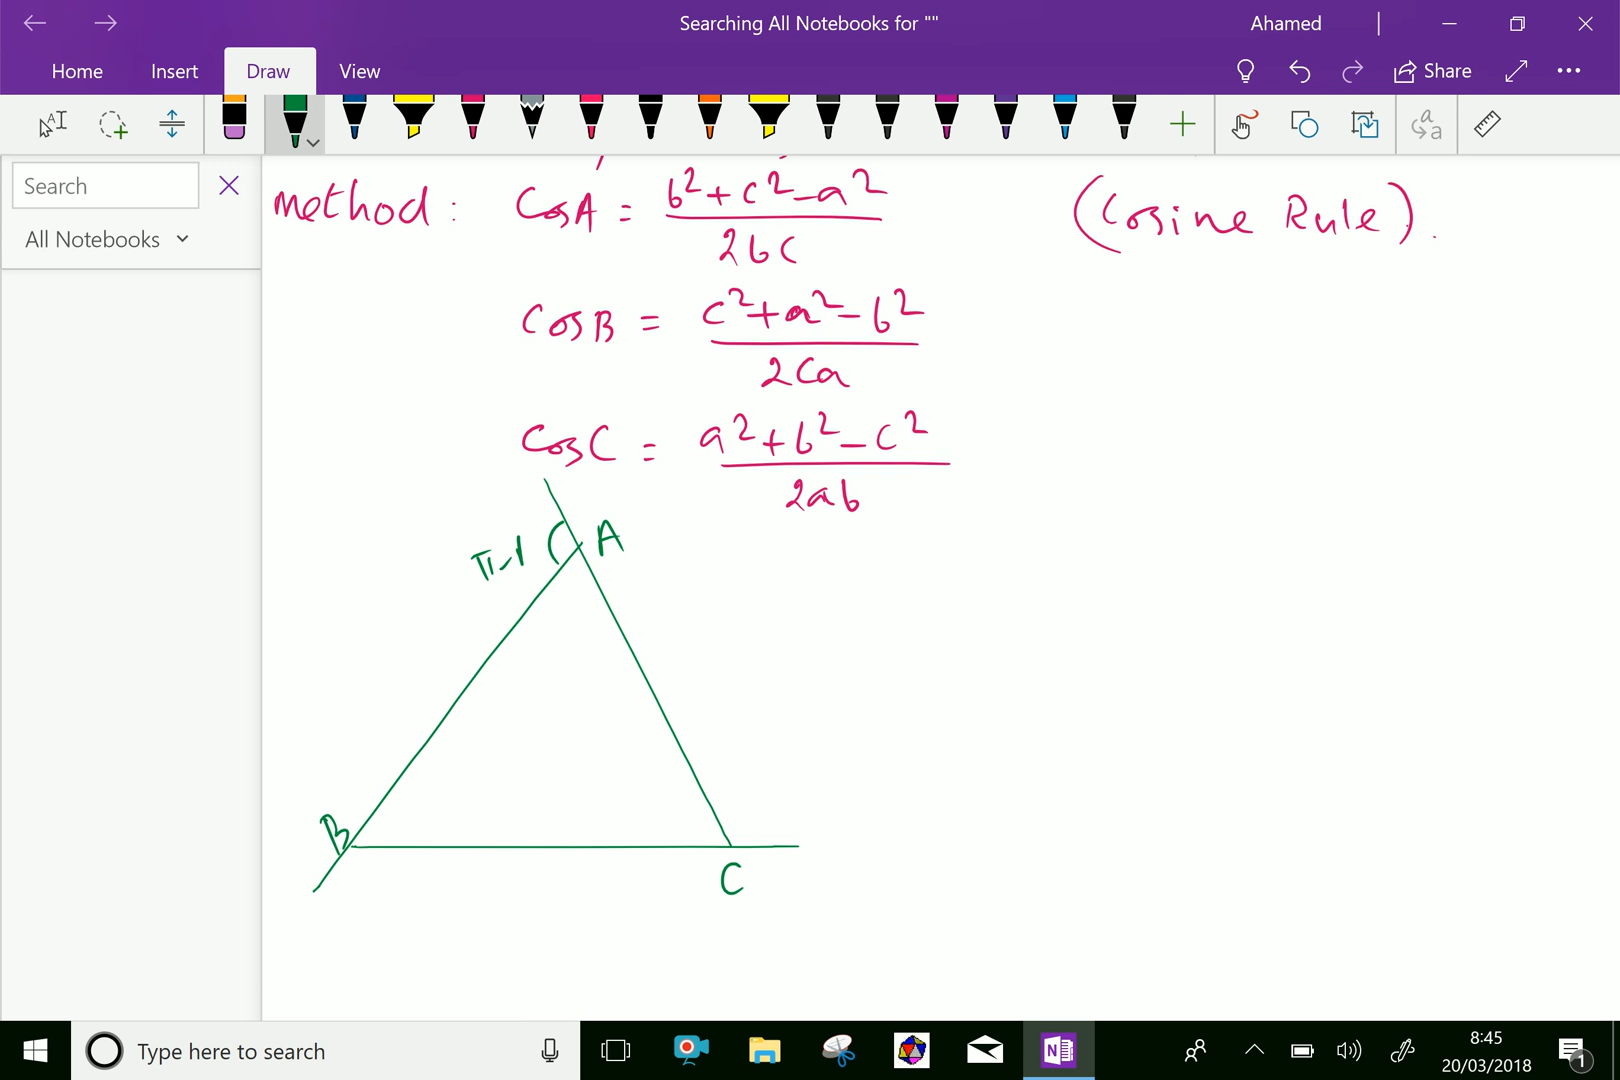 Searching All Notebooks for ""
Ahamed
Home Insert Draw View
Share
Search
All Notebooks
method : CosA = b²+c²-a² / 2bc (Cosine Rule).
CosB = c²+a²-b² / 2ca
CosC = a²+b²-c² / 2ab
A
B
C
Type here to search
8:45
20/03/2018
1